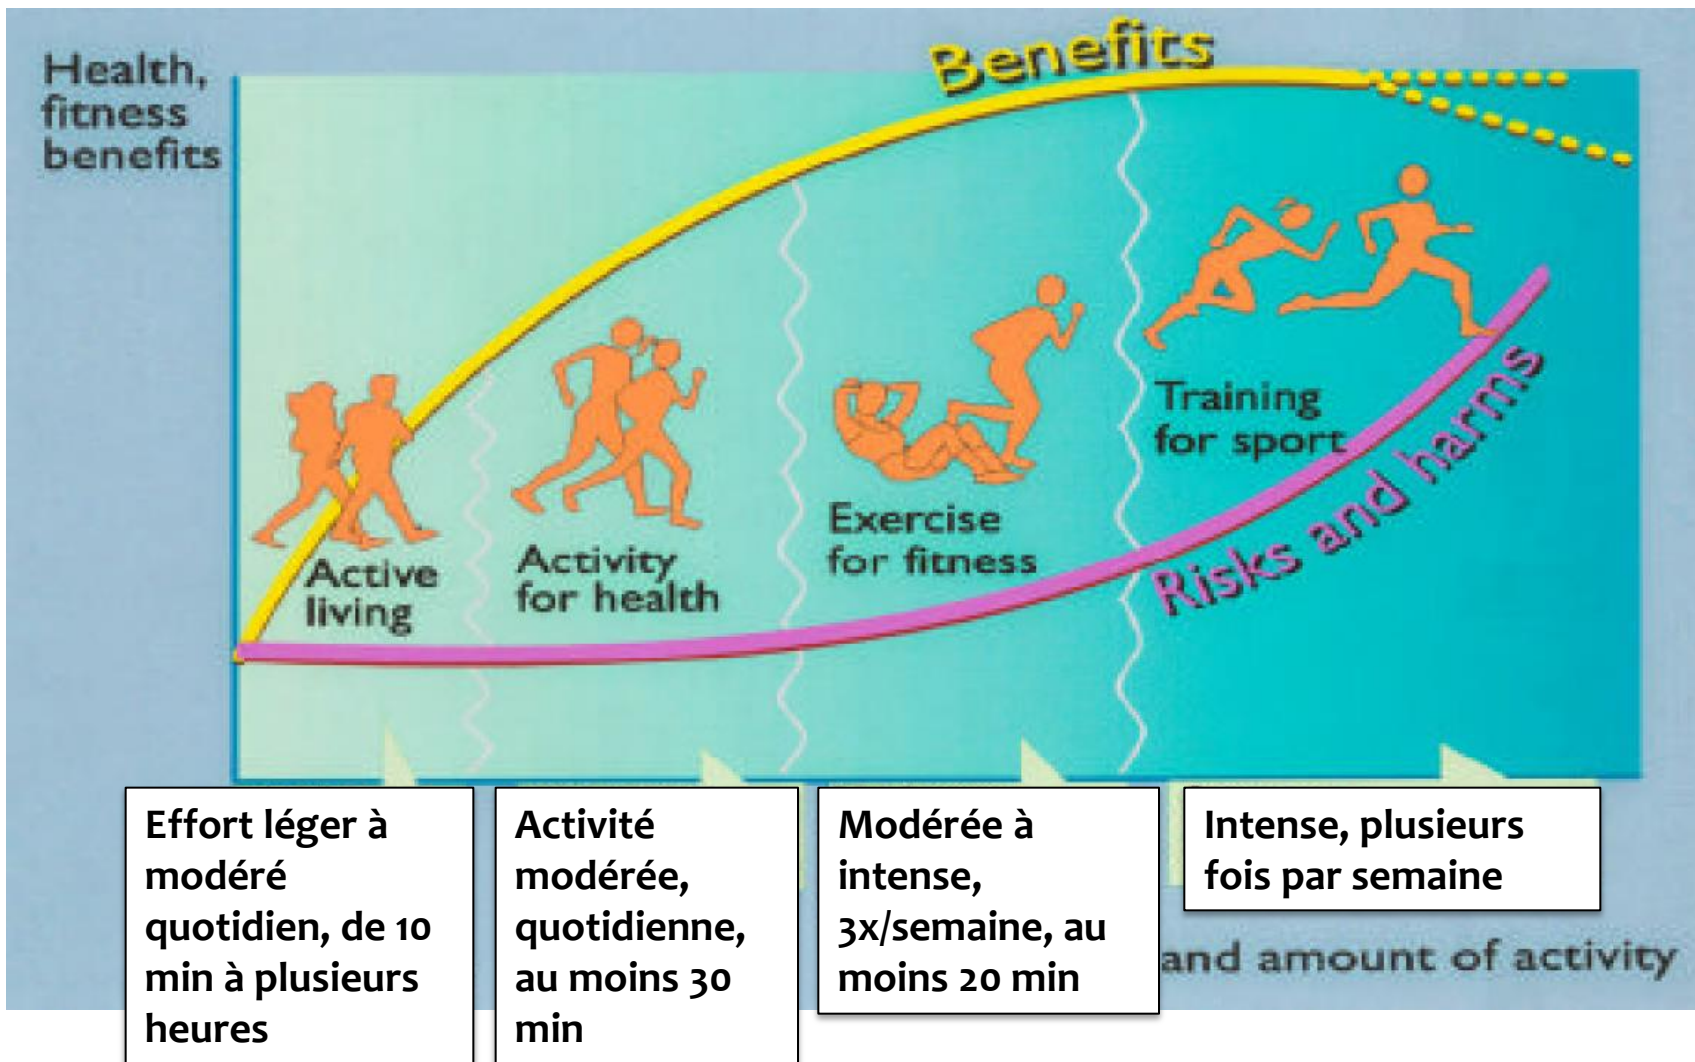 Health,
fitness
benefits
Benefits
Active
living
Activity
for health
Exercise
for fitness
Training
for sport
Risks and harms
Effort léger à
modéré
quotidien, de 10
min à plusieurs
heures
Activité
modérée,
quotidienne,
au moins 30
min
Modérée à
intense,
3x/semaine, au
moins 20 min
Intense, plusieurs
fois par semaine
and amount of activity